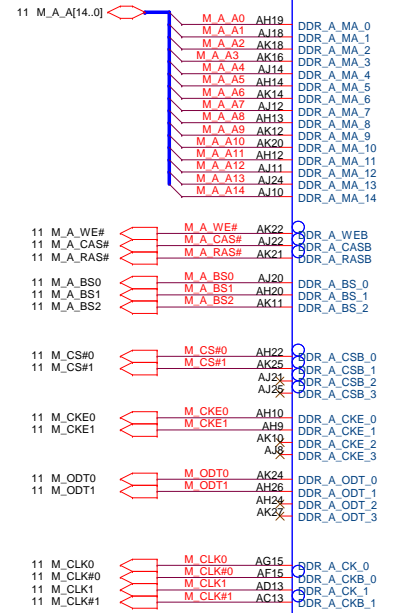 11 M_A_A[14..0]
M_A_A0 AH19 DDR_A_MA_0
M_A_A1 AJ18 DDR_A_MA_1
M_A_A2 AK18 DDR_A_MA_2
M_A_A3 AK16 DDR_A_MA_3
M_A_A4 AJ14 DDR_A_MA_4
M_A_A5 AH14 DDR_A_MA_5
M_A_A6 AK14 DDR_A_MA_6
M_A_A7 AJ12 DDR_A_MA_7
M_A_A8 AH13 DDR_A_MA_8
M_A_A9 AK12 DDR_A_MA_9
M_A_A10 AK20 DDR_A_MA_10
M_A_A11 AH12 DDR_A_MA_11
M_A_A12 AJ11 DDR_A_MA_12
M_A_A13 AJ24 DDR_A_MA_13
M_A_A14 AJ10 DDR_A_MA_14
11 M_A_WE# M_A_WE# AK22 DDR_A_WEB
11 M_A_CAS# M_A_CAS# AJ22 DDR_A_CASB
11 M_A_RAS# M_A_RAS# AK21 DDR_A_RASB
11 M_A_BS0 M_A_BS0 AJ20 DDR_A_BS_0
11 M_A_BS1 M_A_BS1 AH20 DDR_A_BS_1
11 M_A_BS2 M_A_BS2 AK11 DDR_A_BS_2
11 M_CS#0 M_CS#0 AH22 DDR_A_CSB_0
11 M_CS#1 M_CS#1 AK25 DDR_A_CSB_1
AJ21 DDR_A_CSB_2
AJ25 DDR_A_CSB_3
11 M_CKE0 M_CKE0 AH10 DDR_A_CKE_0
11 M_CKE1 M_CKE1 AH9 DDR_A_CKE_1
AK10 DDR_A_CKE_2
AJ8 DDR_A_CKE_3
11 M_ODT0 M_ODT0 AK24 DDR_A_ODT_0
11 M_ODT1 M_ODT1 AH26 DDR_A_ODT_1
AH24 DDR_A_ODT_2
AK27 DDR_A_ODT_3
11 M_CLK0 M_CLK0 AG15 DDR_A_CK_0
11 M_CLK#0 M_CLK#0 AF15 DDR_A_CKB_0
11 M_CLK1 M_CLK1 AD13 DDR_A_CK_1
11 M_CLK#1 M_CLK#1 AC13 DDR_A_CKB_1